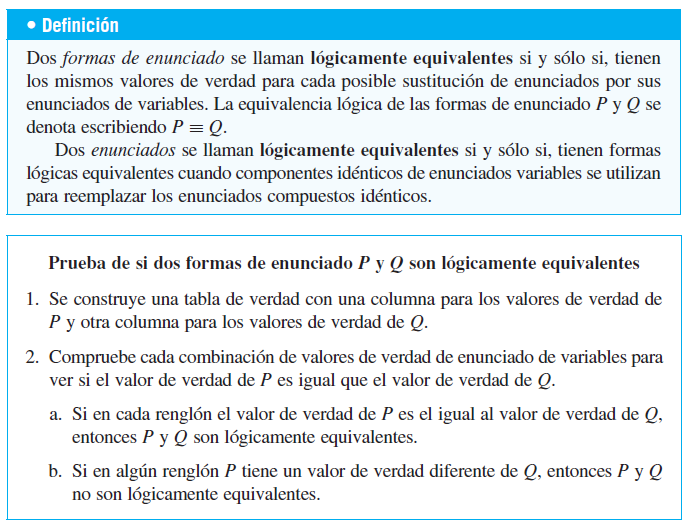 • Definición
Dos formas de enunciado se llaman lógicamente equivalentes si y sólo si, tienen
los mismos valores de verdad para cada posible sustitución de enunciados por sus
enunciados de variables. La equivalencia lógica de las formas de enunciado P y Q se
denota escribiendo P ≡ Q.
Dos enunciados se llaman lógicamente equivalentes si y sólo si, tienen formas
lógicas equivalentes cuando componentes idénticos de enunciados variables se utilizan
para reemplazar los enunciados compuestos idénticos.
Prueba de si dos formas de enunciado P y Q son lógicamente equivalentes
1. Se construye una tabla de verdad con una columna para los valores de verdad de
P y otra columna para los valores de verdad de Q.
2. Compruebe cada combinación de valores de verdad de enunciado de variables para
ver si el valor de verdad de P es igual que el valor de verdad de Q.
a. Si en cada renglón el valor de verdad de P es el igual al valor de verdad de Q,
entonces P y Q son lógicamente equivalentes.
b. Si en algún renglón P tiene un valor de verdad diferente de Q, entonces P y Q
no son lógicamente equivalentes.